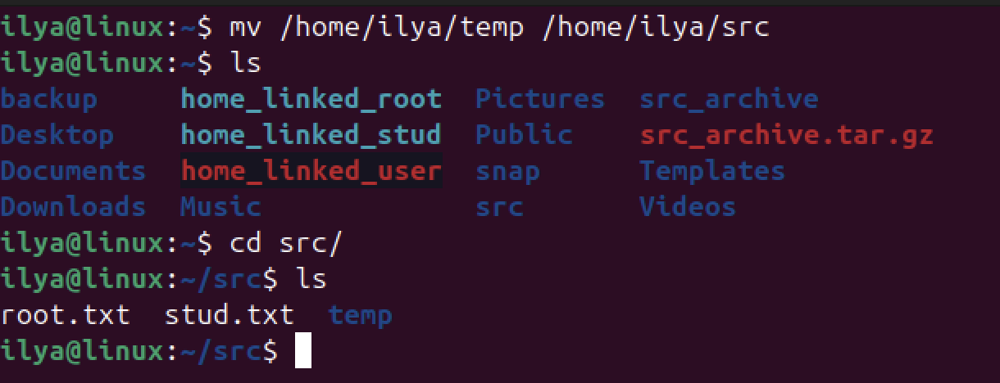 ilya@linux:~$ mv /home/ilya/temp /home/ilya/src
ilya@linux:~$ ls
backup     home_linked_root  Pictures  src_archive
Desktop    home_linked_stud  Public    src_archive.tar.gz
Documents  home_linked_user  snap      Templates
Downloads  Music             src       Videos
ilya@linux:~$ cd src/
ilya@linux:~/src$ ls
root.txt  stud.txt  temp
ilya@linux:~/src$